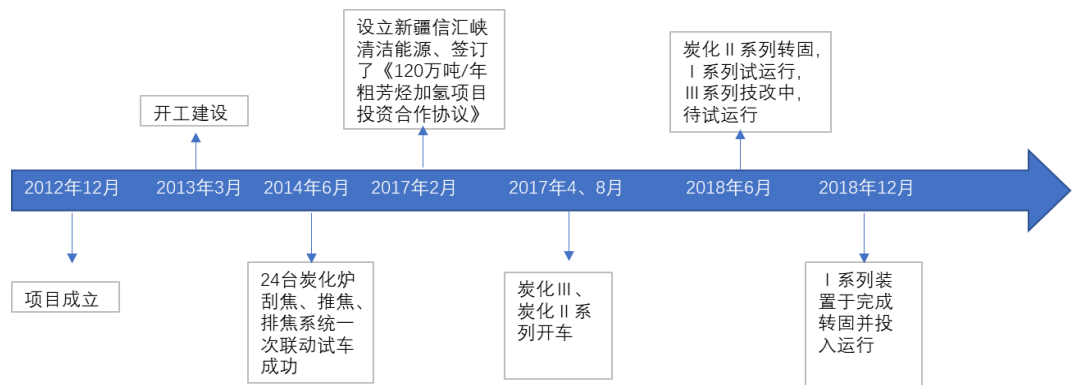 设立新疆信汇峡
清洁能源、签订
了《120万吨/年
粗芳烃加氢项目
投资合作协议》
炭化Ⅱ系列转固，
Ⅰ系列试运行，
Ⅲ系列技改中，
待试运行
开工建设
2012年12月
2013年3月
2014年6月
2017年2月
2017年4、8月
2018年6月
2018年12月
项目成立
24台炭化炉
刮焦、推焦、
排焦系统一
次联动试车
成功
炭化Ⅲ、
炭化Ⅱ系
列开车
Ⅰ系列装
置于完成
转固并投
入运行